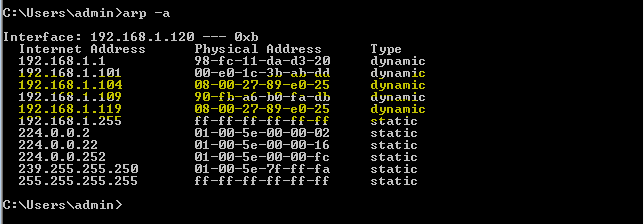 C:\Users\admin>arp -a
Interface: 192.168.1.120 --- 0xb
Internet Address Physical Address Type
192.168.1.1 98-fc-11-da-d3-20 dynamic
192.168.1.101 00-e0-1c-3b-ab-dd dynamic
192.168.1.104 08-00-27-89-e0-25 dynamic
192.168.1.109 90-fb-a6-b0-fa-db dynamic
192.168.1.119 08-00-27-89-e0-25 dynamic
192.168.1.255 ff-ff-ff-ff-ff-ff static
224.0.0.2 01-00-5e-00-00-02 static
224.0.0.22 01-00-5e-00-00-16 static
224.0.0.252 01-00-5e-00-00-fc static
239.255.255.250 01-00-5e-7f-ff-fa static
255.255.255.255 ff-ff-ff-ff-ff-ff static
C:\Users\admin>